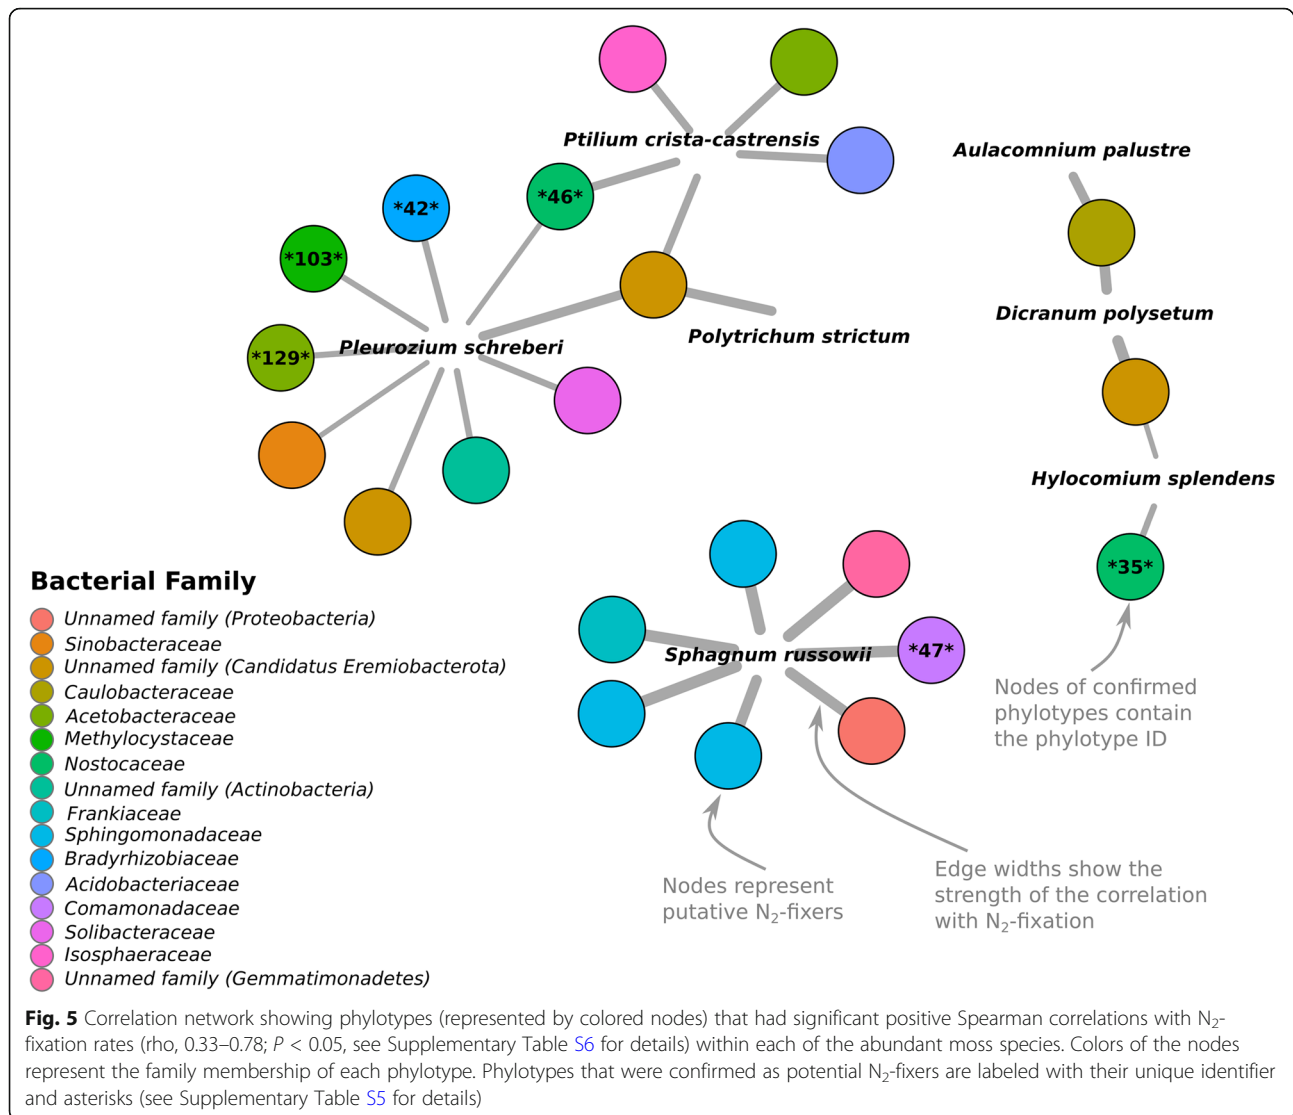 Ptilium crista-castrensis
Aulacomnium palustre
*46*
*42*
*103*
Dicranum polysetum
Polytrichum strictum
*129*
Pleurozium schreberi
Hylocomium splendens
*35*
Sphagnum russowii
*47*
Nodes of confirmed
phylotypes contain
the phylotype ID
Nodes represent
putative N₂-fixers
Edge widths show the
strength of the correlation
with N₂-fixation
Bacterial Family
Unnamed family (Proteobacteria)
Sinobacteraceae
Unnamed family (Candidatus Eremiobacterota)
Caulobacteraceae
Acetobacteraceae
Methylocystaceae
Nostocaceae
Unnamed family (Actinobacteria)
Frankiaceae
Sphingomonadaceae
Bradyrhizobiaceae
Acidobacteriaceae
Comamonadaceae
Solibacteraceae
Isosphaeraceae
Unnamed family (Gemmatimonadetes)
Fig. 5 Correlation network showing phylotypes (represented by colored nodes) that had significant positive Spearman correlations with N₂-
fixation rates (rho, 0.33–0.78; P < 0.05, see Supplementary Table S6 for details) within each of the abundant moss species. Colors of the nodes
represent the family membership of each phylotype. Phylotypes that were confirmed as potential N₂-fixers are labeled with their unique identifier
and asterisks (see Supplementary Table S5 for details)